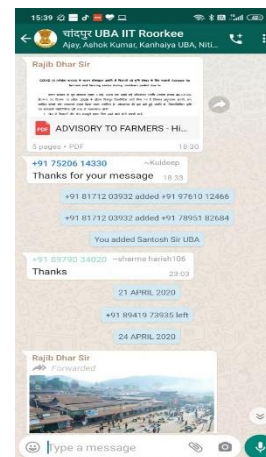 15:39
चांदपुर UBA IIT Roorkee
Ajay, Ashok Kumar, Kanhaiya UBA, Niti...
Rajib Dhar Sir
ADVISORY TO FARMERS - Hi...
5 pages • PDF 18:30
+91 75206 14330 ~Kuldeep
Thanks for your message 18:33
+91 81712 03932 added +91 97610 12466
+91 81712 03932 added +91 78951 82684
You added Santosh Sir UBA
+91 89790 34020 ~sharma harish106
Thanks 23:03
21 APRIL 2020
+91 89419 73935 left
24 APRIL 2020
Rajib Dhar Sir
Forwarded
Type a message